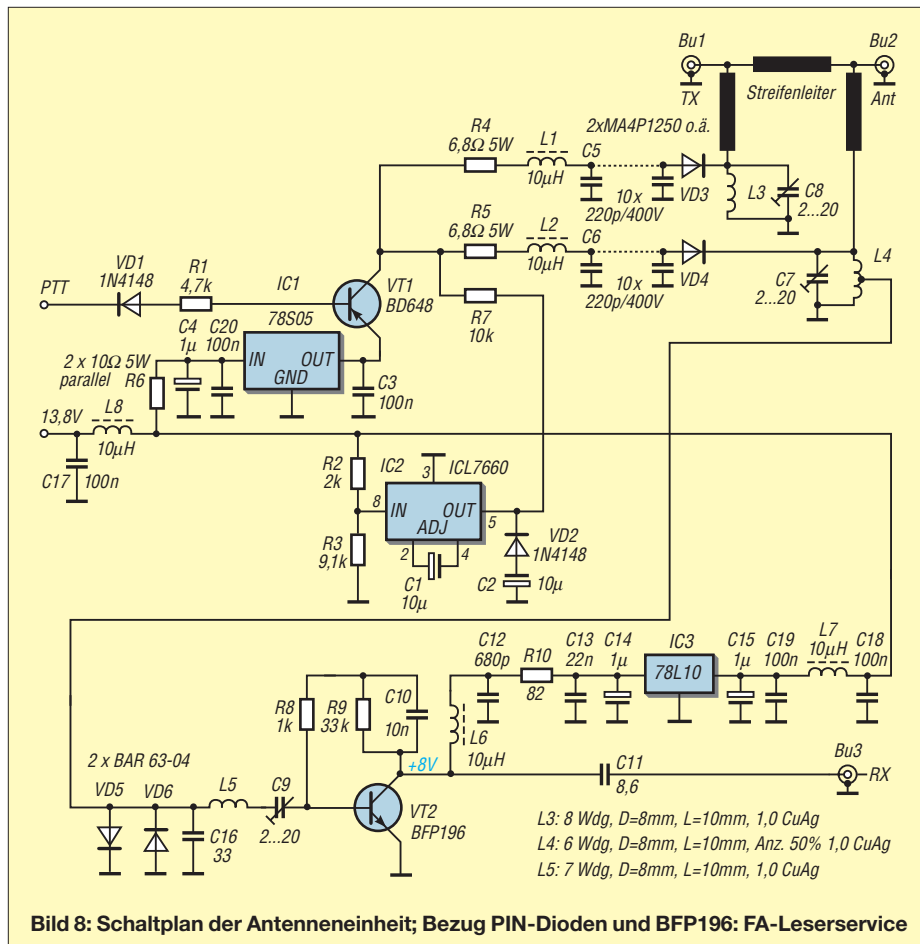 Bu1
Bu2
TX
Streifenleiter
Ant
2xMA4P1250 o.ä.
R4
6,8Ω 5W
L1
10µH
C5
10x
220p/400V
VD3
L3
C8
2...20
R5
6,8Ω 5W
L2
10µH
C6
10x
220p/400V
VD4
C7
2...20
L4
PTT
VD1
1N4148
R1
4,7k
IC1
78S05
VT1
BD648
R7
10k
C4
1µ
C20
100n
IN
OUT
GND
C3
100n
2 x 10Ω 5W
parallel
R6
13,8V
L8
10µH
C17
100n
R2
2k
IC2
3
ICL7660
8
IN
OUT
5
ADJ
R3
9,1k
2
4
C1
10µ
VD2
1N4148
C2
10µ
C12
680p
R10
82
C13
22n
C14
1µ
IC3
78L10
C15
1µ
C19
100n
L7
10µH
C18
100n
R8
1k
R9
33k
C10
10n
L6
10µH
+8V
C11
8,6
Bu3
RX
2 x BAR 63-04
VD5
VD6
C16
33
L5
C9
2...20
VT2
BFP196
L3: 8 Wdg, D=8mm, L=10mm, 1,0 CuAg
L4: 6 Wdg, D=8mm, L=10mm, Anz. 50% 1,0 CuAg
L5: 7 Wdg, D=8mm, L=10mm, 1,0 CuAg
Bild 8: Schaltplan der Antenneneinheit; Bezug PIN-Dioden und BFP196: FA-Leserservice